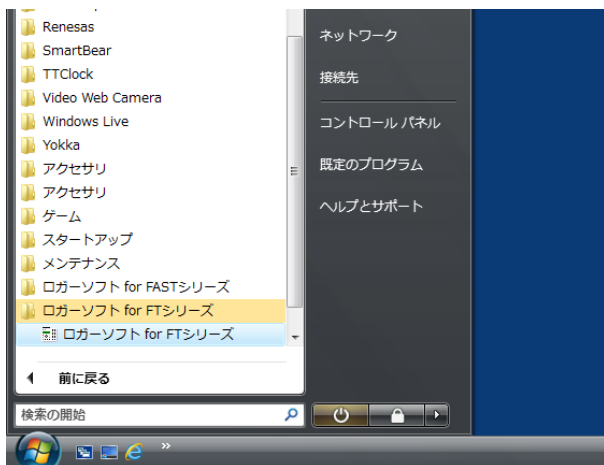 Renesas
SmartBear
TTClock
Video Web Camera
Windows Live
Yokka
アクセサリ
アクセサリ
ゲーム
スタートアップ
メンテナンス
ロガーソフト for FASTシリーズ
ロガーソフト for FTシリーズ
ロガーソフト for FTシリーズ
前に戻る
検索の開始
ネットワーク
接続先
コントロール パネル
既定のプログラム
ヘルプとサポート